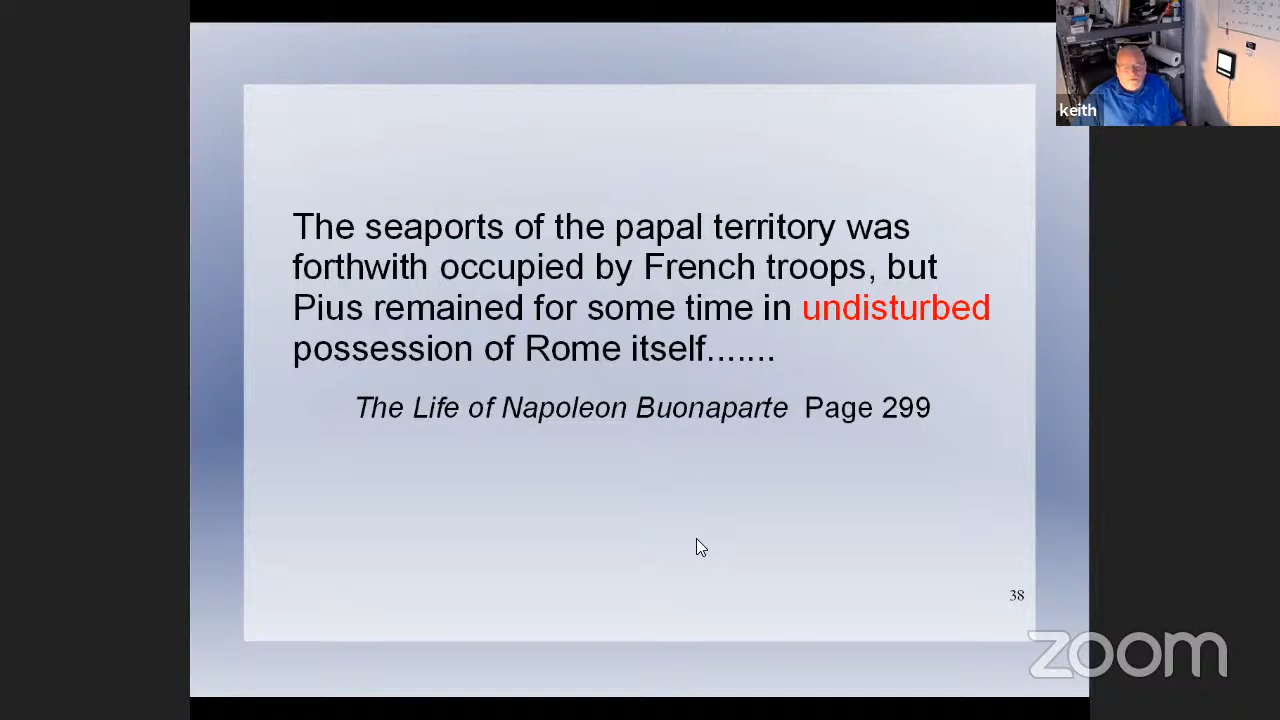 keith
The seaports of the papal territory was
forthwith occupied by French troops, but
Pius remained for some time in undisturbed
possession of Rome itself.......
The Life of Napoleon Buonaparte Page 299
38
zoom